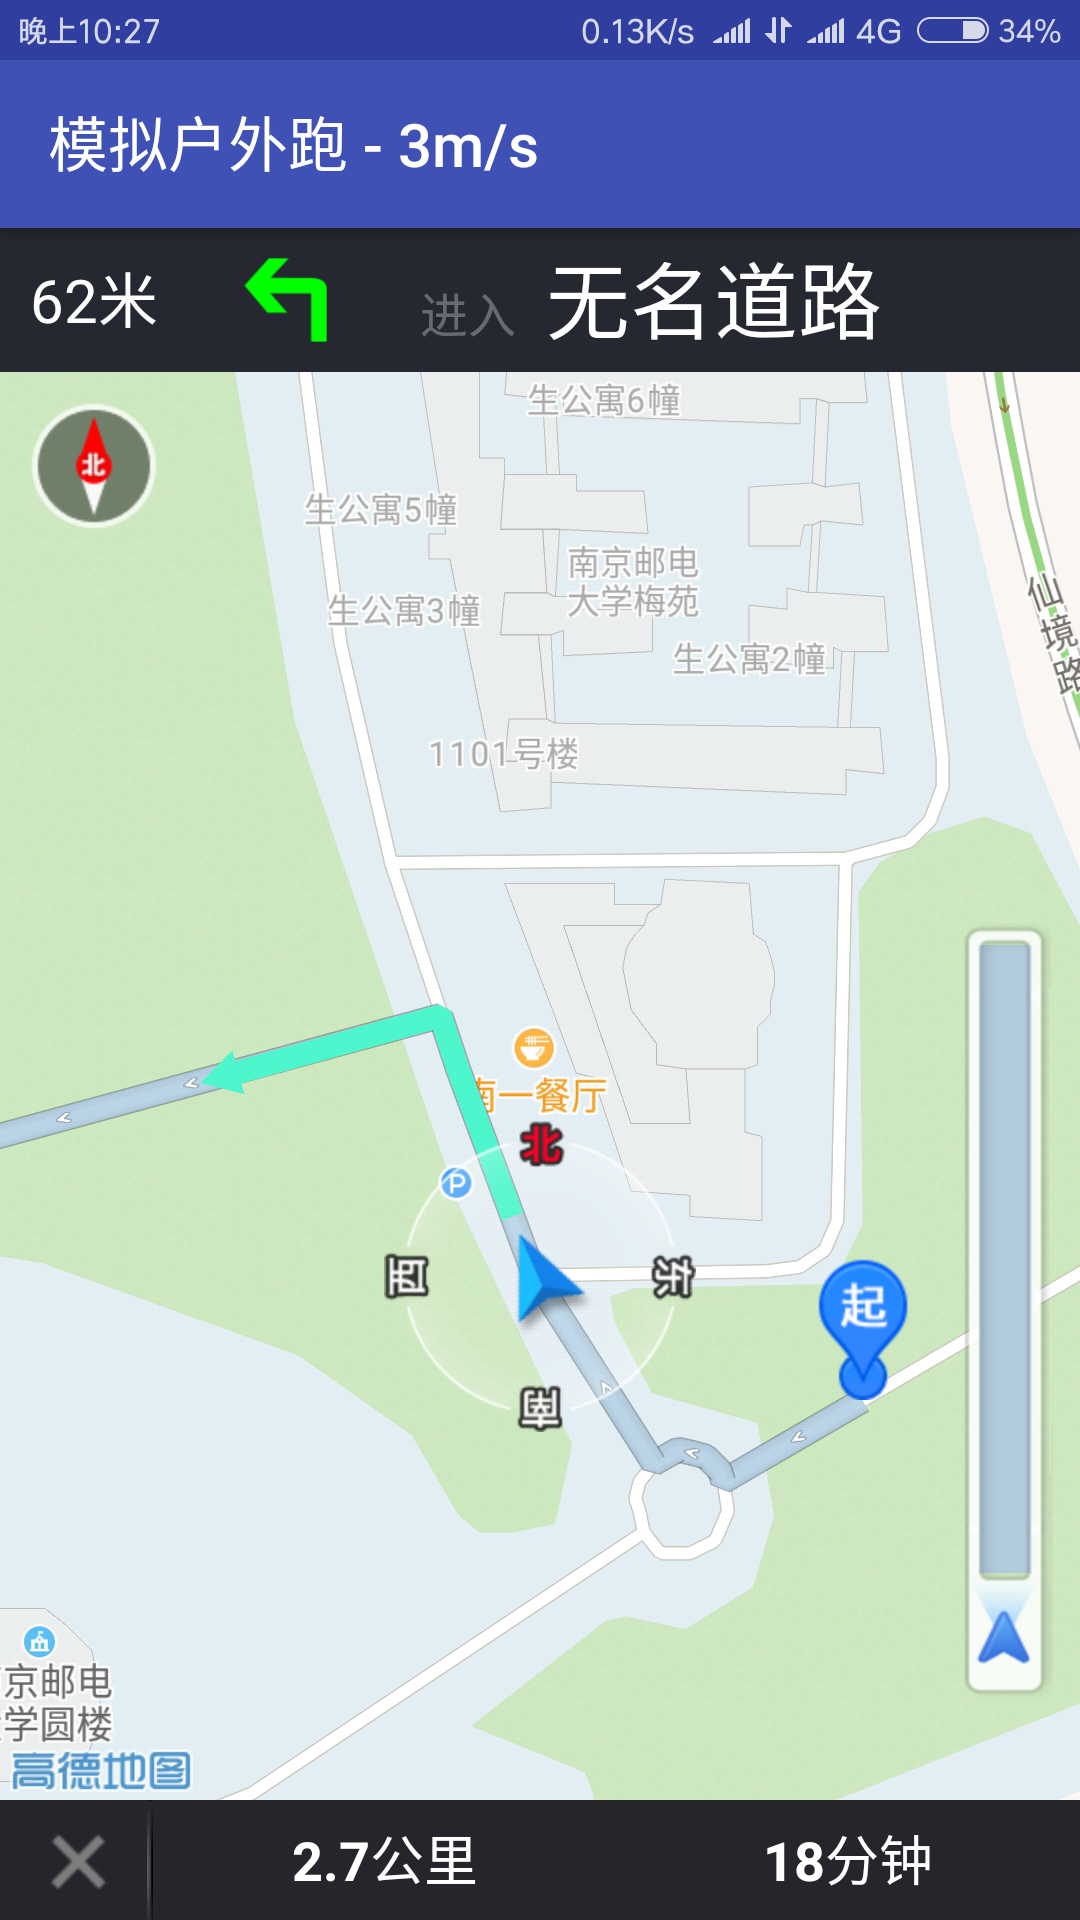 晚上10:27
0.13K/s 4G 34%
模拟户外跑 - 3m/s
62米 进入 无名道路
北
生公寓6幢
生公寓5幢
南京邮电
大学梅苑
生公寓3幢
生公寓2幢
仙境路
1101号楼
南一餐厅
北
P
西
东
南
起
京邮电
学圆楼
高德地图
2.7公里
18分钟